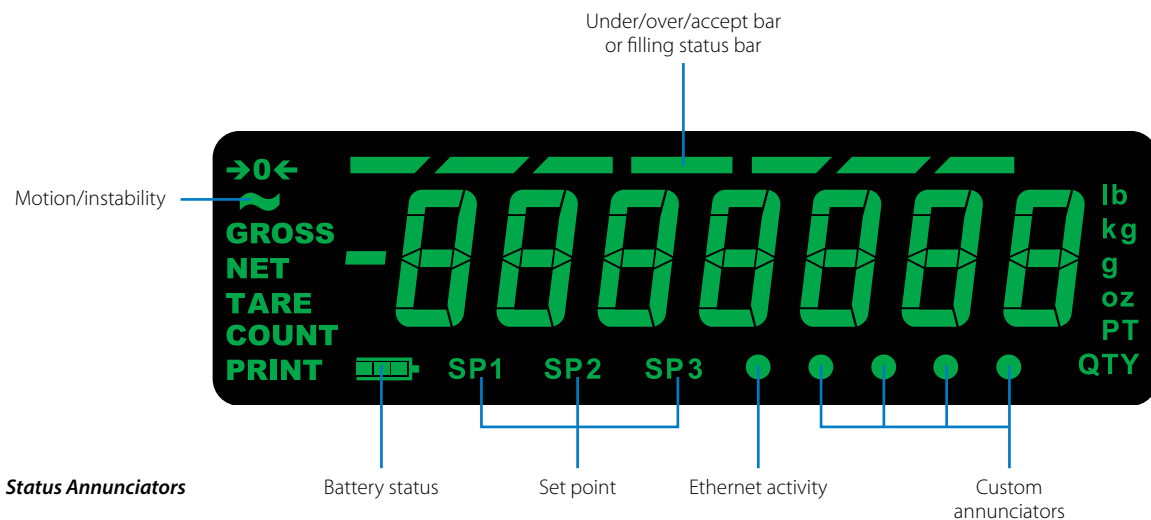 Under/over/accept bar
or filling status bar
→0←
Motion/instability
GROSS
NET
TARE
COUNT
PRINT
-8888888
lb
kg
g
oz
PT
QTY
SP1 SP2 SP3
Status Annunciators
Battery status
Set point
Ethernet activity
Custom
annunciators